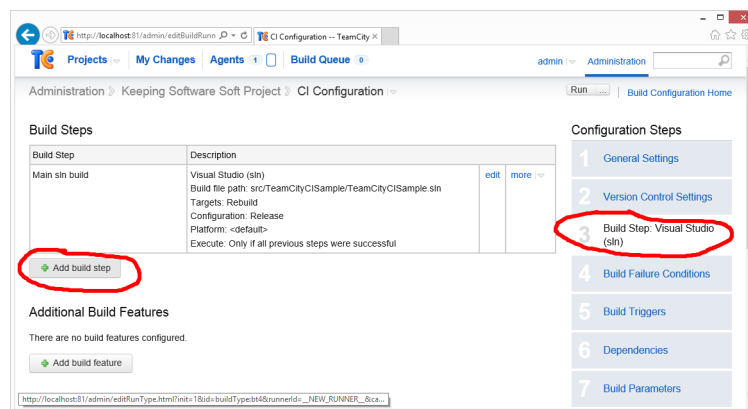 http://localhost:81/admin/editBuildRunn
CI Configuration -- TeamCity
TC Projects My Changes Agents 1 Build Queue 0 admin Administration
Administration Keeping Software Soft Project CI Configuration Run ... Build Configuration Home
Build Steps
Build Step Description
Main sln build Visual Studio (sln) edit more
Build file path: src/TeamCityCISample/TeamCityCISample.sln
Targets: Rebuild
Configuration: Release
Platform: <default>
Execute: Only if all previous steps were successful
Add build step
Additional Build Features
There are no build features configured.
Add build feature
Configuration Steps
1 General Settings
2 Version Control Settings
3 Build Step: Visual Studio
(sln)
4 Build Failure Conditions
5 Build Triggers
6 Dependencies
7 Build Parameters
http://localhost:81/admin/editRunType.html?init=1&id=buildType:bt4&runnerId=__NEW_RUNNER__&ca...